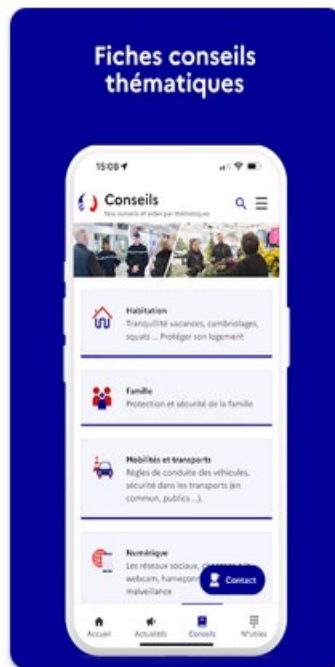 Fiches conseils
thématiques
15:08
Conseils
Nos conseils et aides par thématiques
Habitation
Tranquillité vacances, cambriolages,
squats ... Protéger son logement
Famille
Protection et sécurité de la famille
Mobilités et transports
Règles de conduite des véhicules,
sécurité dans les transports (en
commun, publics ...).
Numérique
Les réseaux sociaux,
webcam,
malveillance
Contact
Accueil
Actualités
Conseils
N°utiles